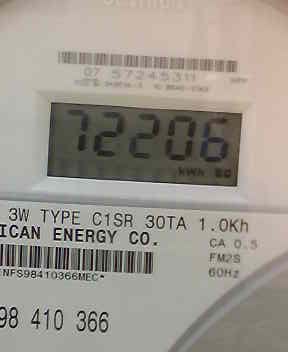 07 57245311
72206
kWh
3W TYPE C1SR 30TA 1.0Kh
ICAN ENERGY CO.
CA 0.5
FM2S
NFS98410366MEC*
60Hz
98 410 366